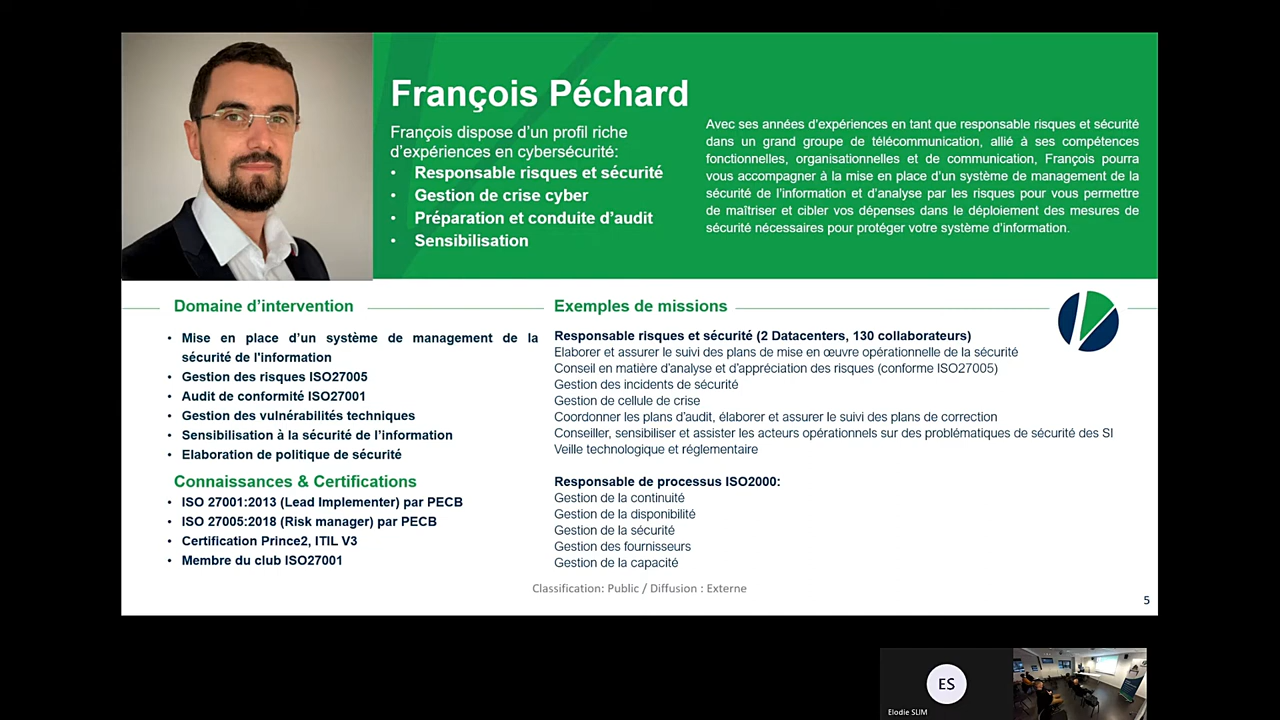 François Péchard
François dispose d’un profil riche
d’expériences en cybersécurité:
• Responsable risques et sécurité
• Gestion de crise cyber
• Préparation et conduite d’audit
• Sensibilisation
Avec ses années d’expériences en tant que responsable risques et sécurité
dans un grand groupe de télécommunication, allié à ses compétences
fonctionnelles, organisationnelles et de communication, François pourra
vous accompagner à la mise en place d’un système de management de la
sécurité de l’information et d’analyse par les risques pour vous permettre
de maîtriser et cibler vos dépenses dans le déploiement des mesures de
sécurité nécessaires pour protéger votre système d’information.
Domaine d’intervention
• Mise en place d’un système de management de la
sécurité de l'information
• Gestion des risques ISO27005
• Audit de conformité ISO27001
• Gestion des vulnérabilités techniques
• Sensibilisation à la sécurité de l’information
• Elaboration de politique de sécurité
Connaissances & Certifications
• ISO 27001:2013 (Lead Implementer) par PECB
• ISO 27005:2018 (Risk manager) par PECB
• Certification Prince2, ITIL V3
• Membre du club ISO27001
Exemples de missions
Responsable risques et sécurité (2 Datacenters, 130 collaborateurs)
Elaborer et assurer le suivi des plans de mise en œuvre opérationnelle de la sécurité
Conseil en matière d’analyse et d’appréciation des risques (conforme ISO27005)
Gestion des incidents de sécurité
Gestion de cellule de crise
Coordonner les plans d’audit, élaborer et assurer le suivi des plans de correction
Conseiller, sensibiliser et assister les acteurs opérationnels sur des problématiques de sécurité des SI
Veille technologique et réglementaire
Responsable de processus ISO2000:
Gestion de la continuité
Gestion de la disponibilité
Gestion de la sécurité
Gestion des fournisseurs
Gestion de la capacité
Classification: Public / Diffusion : Externe
5
ES
Elodie SLIM